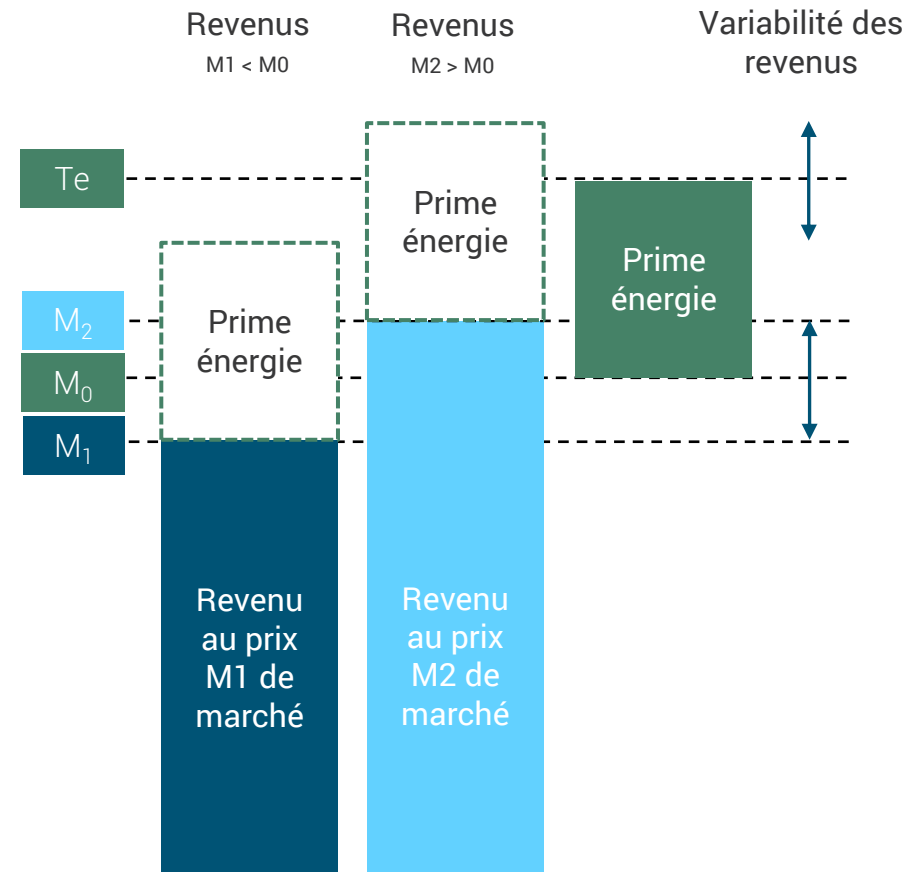 Revenus
M1 < M0
Revenus
M2 > M0
Variabilité des
revenus
Te
M₂
M₀
M₁
Prime
énergie
Prime
énergie
Prime
énergie
Revenu
au prix
M1 de
marché
Revenu
au prix
M2 de
marché